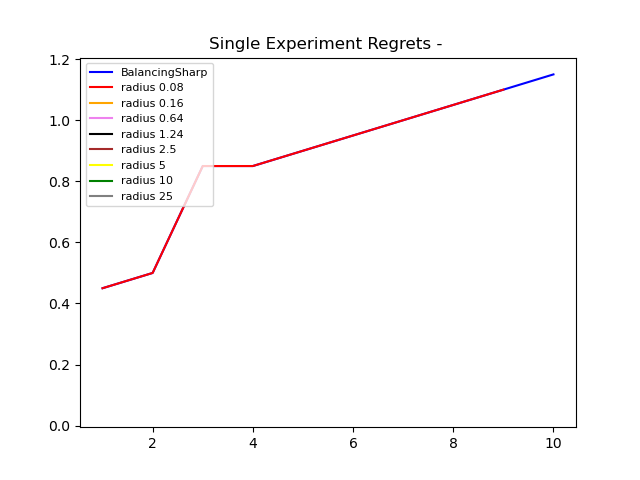 Single Experiment Regrets -
1.2
1.0
0.8
0.6
0.4
0.2
0.0
BalancingSharp
radius 0.08
radius 0.16
radius 0.64
radius 1.24
radius 2.5
radius 5
radius 10
radius 25
2 4 6 8 10